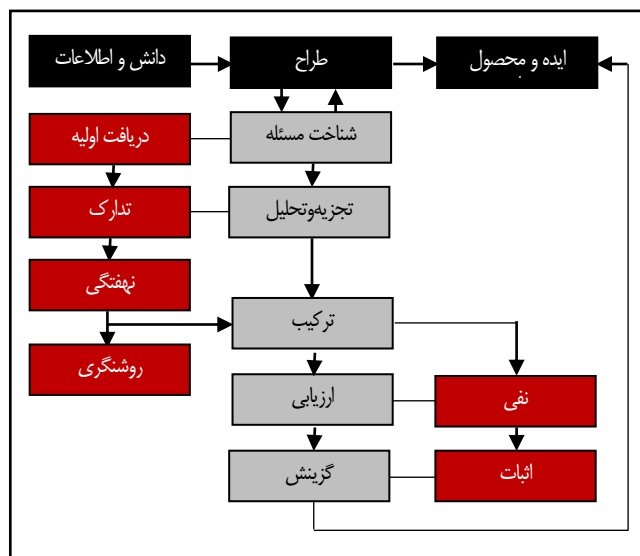 دانش و اطلاعات
طراح
ایده و محصول
شناخت مسئله
دریافت اولیه
تجزیه‌وتحلیل
تدارک
نهفتگی
ترکیب
روشنگری
ارزیابی
نفی
گزینش
اثبات